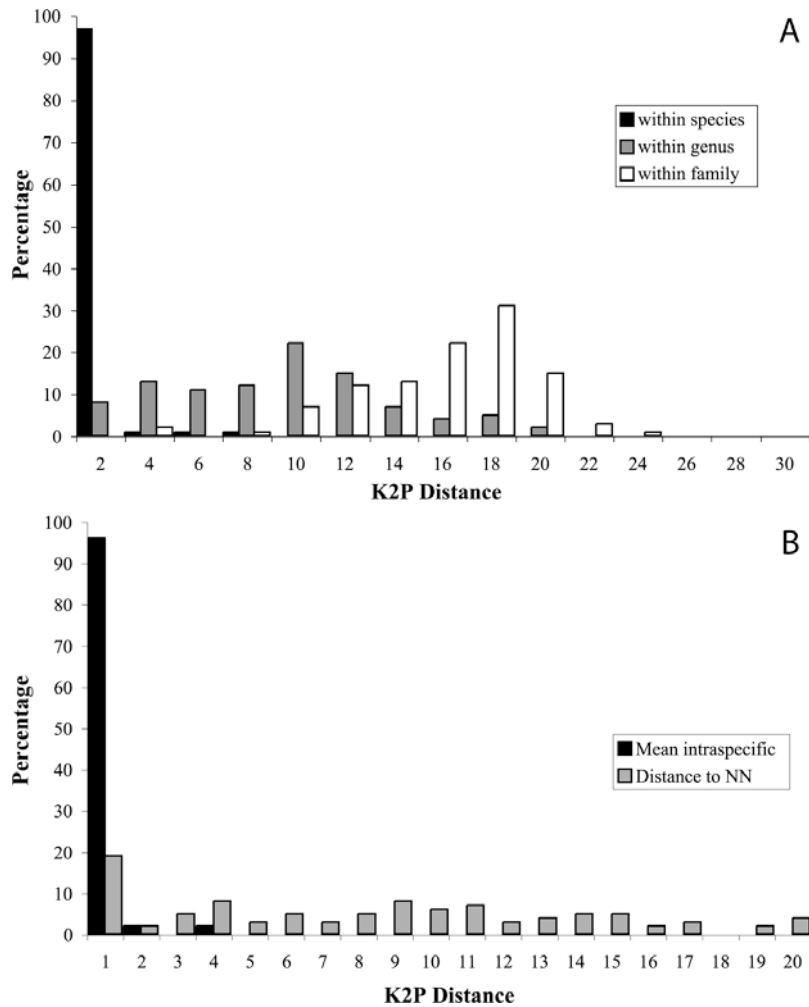 A
100
90
80
70
60
50
40
30
20
10
0
Percentage
within species
within genus
within family
2 4 6 8 10 12 14 16 18 20 22 24 26 28 30
K2P Distance
B
100
90
80
70
60
50
40
30
20
10
0
Percentage
Mean intraspecific
Distance to NN
1 2 3 4 5 6 7 8 9 10 11 12 13 14 15 16 17 18 19 20
K2P Distance